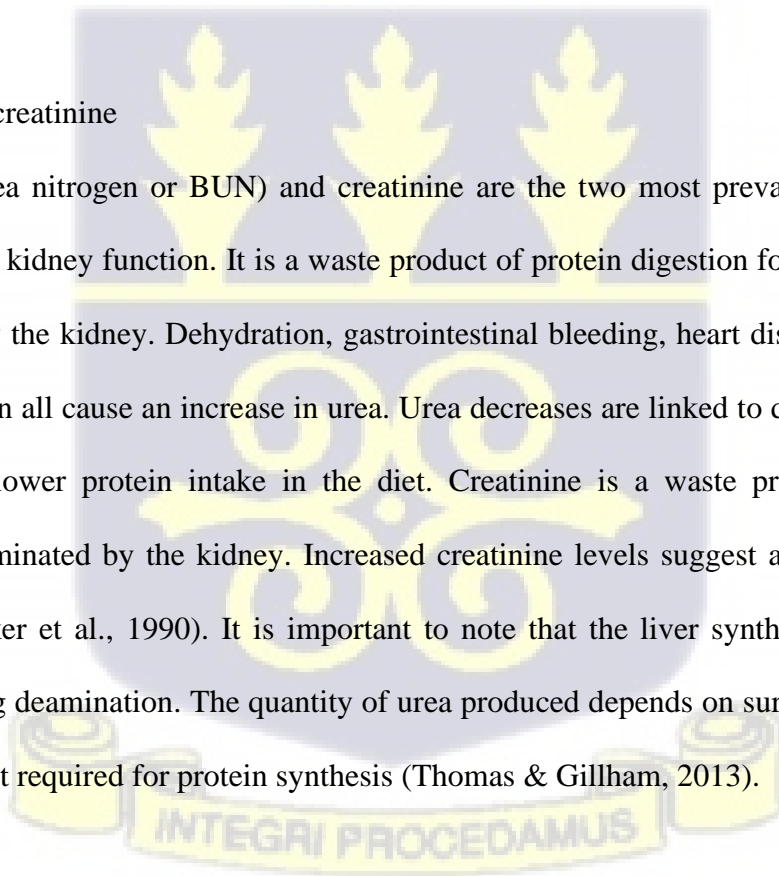 creatinine
ea nitrogen or BUN) and creatinine are the two most preva
kidney function. It is a waste product of protein digestion fo
the kidney. Dehydration, gastrointestinal bleeding, heart dis
n all cause an increase in urea. Urea decreases are linked to
lower protein intake in the diet. Creatinine is a waste pr
minated by the kidney. Increased creatinine levels suggest a
ker et al., 1990). It is important to note that the liver synth
g deamination. The quantity of urea produced depends on sur
t required for protein synthesis (Thomas & Gillham, 2013).
INTEGRI PROCEDAMUS